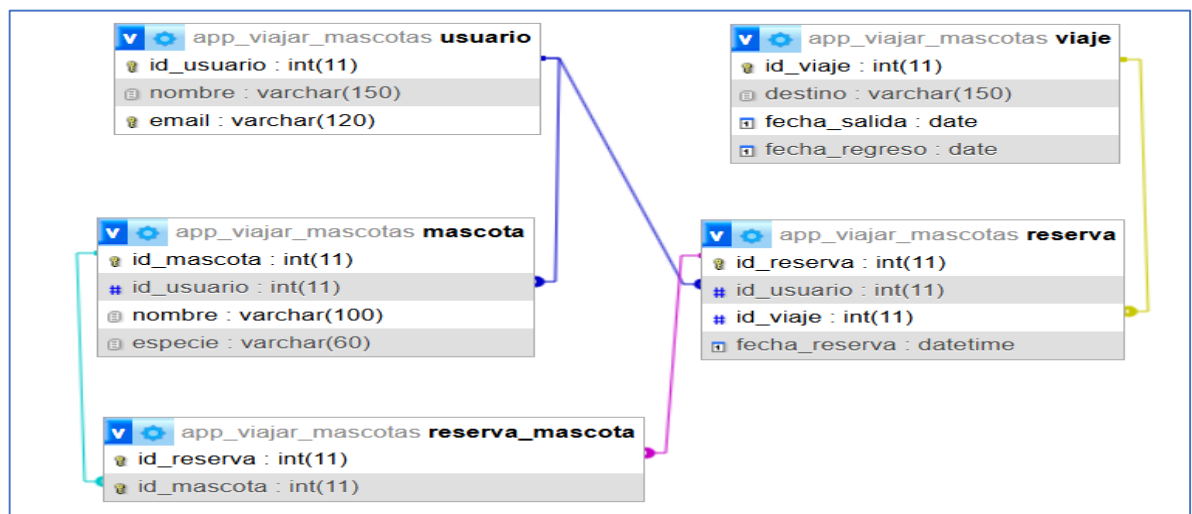 v app_viajar_mascotas usuario
id_usuario : int(11)
nombre : varchar(150)
email : varchar(120)
v app_viajar_mascotas viaje
id_viaje : int(11)
destino : varchar(150)
fecha_salida : date
fecha_regreso : date
v app_viajar_mascotas mascota
id_mascota : int(11)
# id_usuario : int(11)
nombre : varchar(100)
especie : varchar(60)
v app_viajar_mascotas reserva
id_reserva : int(11)
# id_usuario : int(11)
# id_viaje : int(11)
fecha_reserva : datetime
v app_viajar_mascotas reserva_mascota
id_reserva : int(11)
id_mascota : int(11)